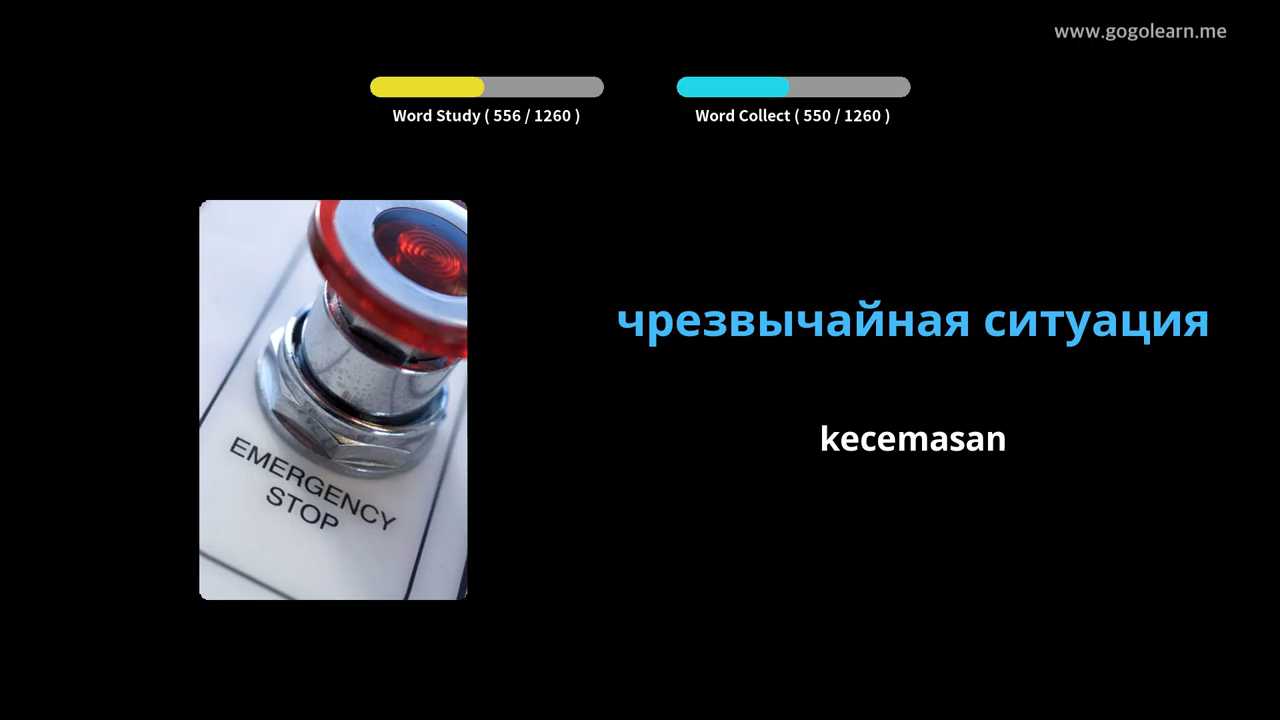 www.gogolearn.me
Word Study ( 556 / 1260 )
Word Collect ( 550 / 1260 )
чрезвычайная ситуация
kecemasan
EMERGENCY
STOP